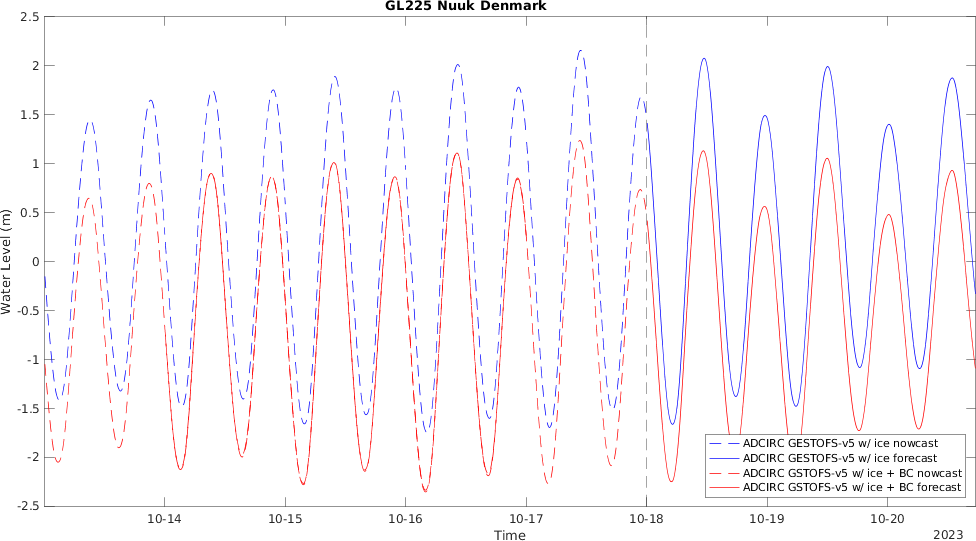 GL225 Nuuk Denmark
Water Level (m)
2.5
2
1.5
1
0.5
0
-0.5
-1
-1.5
-2
-2.5
ADCIRC GESTOFS-v5 w/ ice nowcast
ADCIRC GESTOFS-v5 w/ ice forecast
ADCIRC GSTOFS-v5 w/ ice + BC nowcast
ADCIRC GSTOFS-v5 w/ ice + BC forecast
10-14 10-15 10-16 10-17 10-18 10-19 10-20
Time
2023